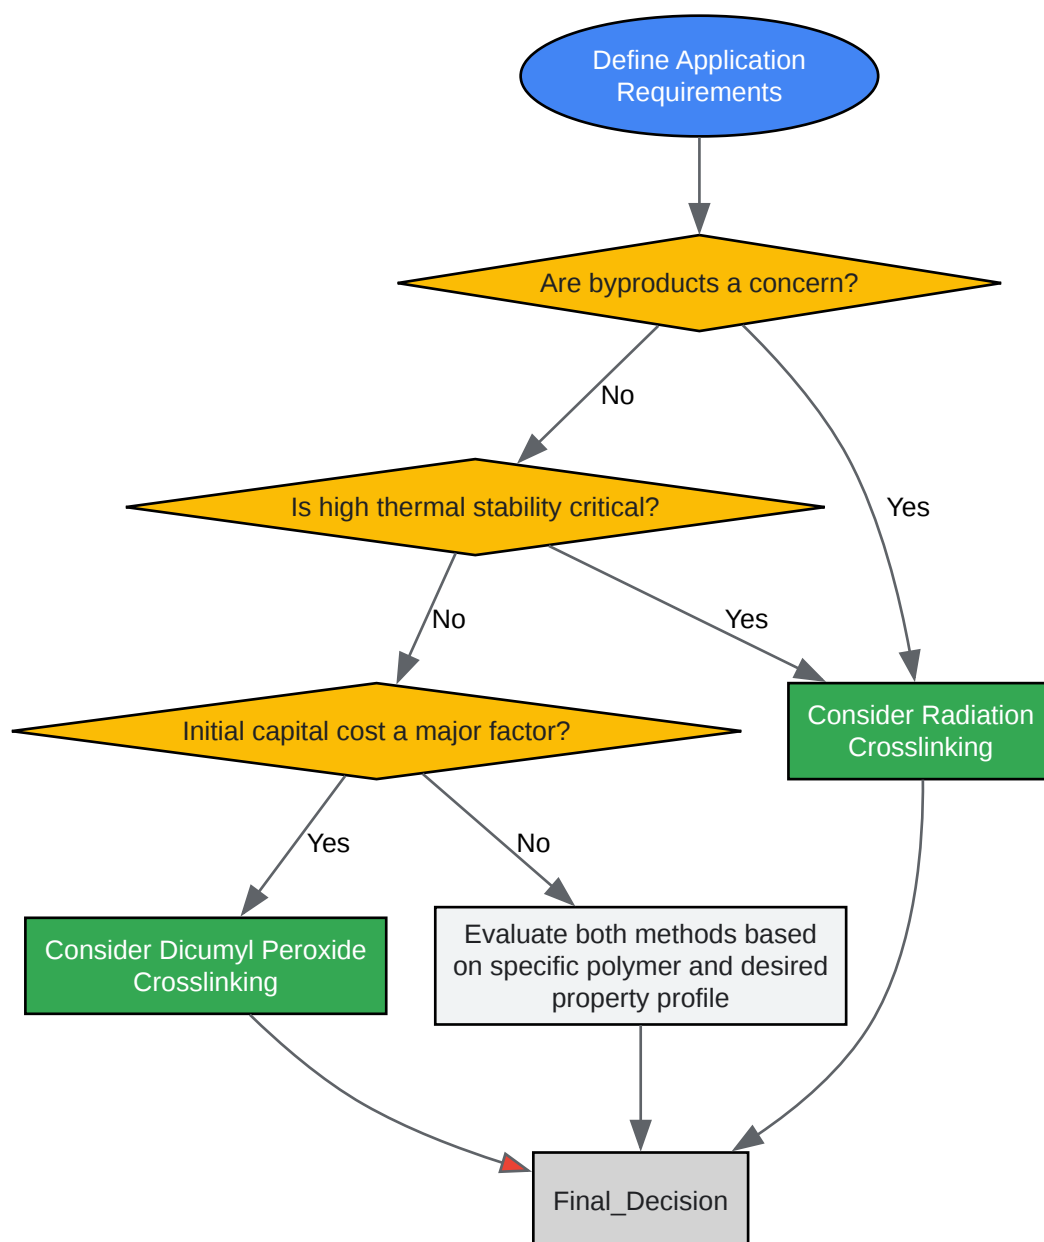 Define Application
Requirements
Are byproducts a concern?
No
Is high thermal stability critical?
Yes
No
Yes
Initial capital cost a major factor?
Consider Radiation
Crosslinking
Yes
No
Consider Dicumyl Peroxide
Crosslinking
Evaluate both methods based
on specific polymer and desired
property profile
Final_Decision